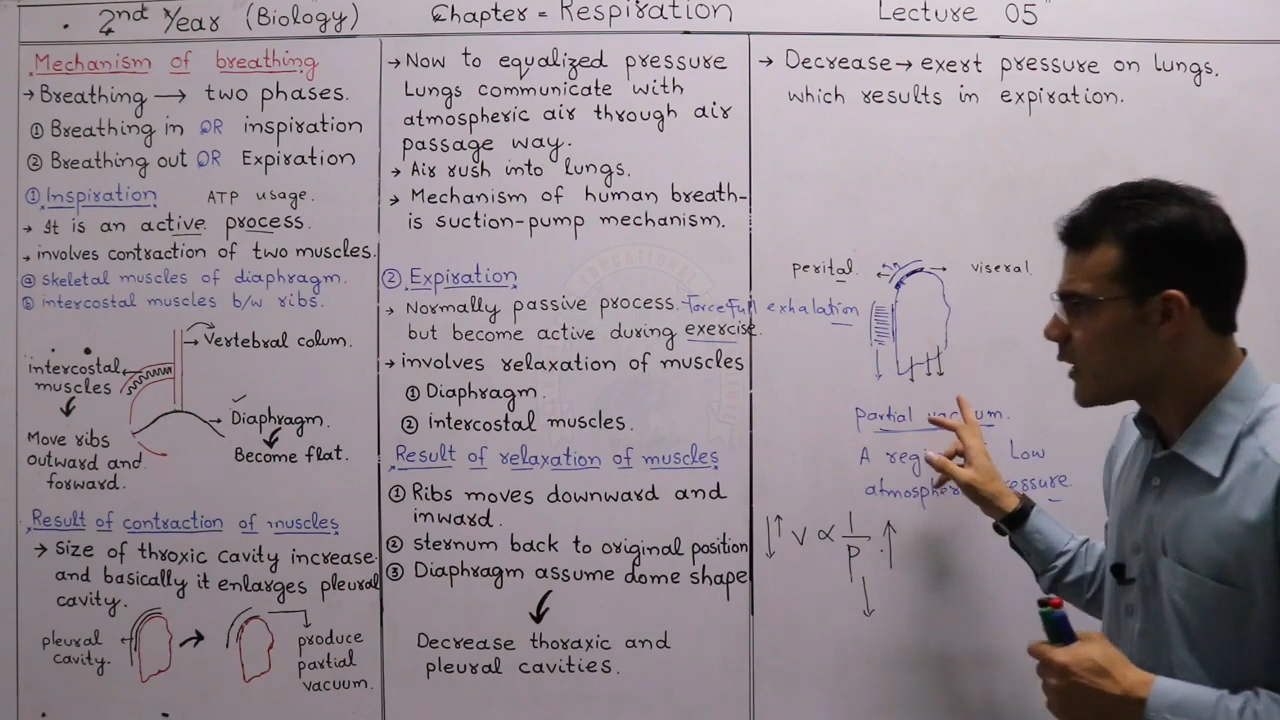 2nd Year (Biology) Chapter = Respiration Lecture 05
Mechanism of breathing
→ Breathing → two phases.
① Breathing in OR inspiration
② Breathing out OR Expiration
① Inspiration ATP usage.
→ It is an active process.
→ involves contraction of two muscles.
ⓐ skeletal muscles of diaphragm.
ⓑ intercostal muscles b/w ribs.
→ Vertebral colum.
intercostal
muscles
Diaphragm.
Become flat.
Move ribs
outward and
forward.
Result of contraction of muscles
→ Size of throxic cavity increase
and basically it enlarges pleural
cavity.
pleural
cavity.
produce
partial
vacuum.
→ Now to equalized pressure
Lungs communicate with
atmospheric air through air
passage way.
→ Air rush into lungs.
→ Mechanism of human breath-
is suction-pump mechanism.
② Expiration
→ Normally passive process. Forcefull exhalation
but become active during exercise.
→ involves relaxation of muscles
① Diaphragm.
② intercostal muscles.
Result of relaxation of muscles
① Ribs moves downward and
inward.
② sternum back to original position
③ Diaphragm assume dome shape
Decrease thoraxic and
pleural cavities.
→ Decrease → exert pressure on lungs.
which results in expiration.
perital viseral.
partial vacuum.
A Low
V ∝ 1/P